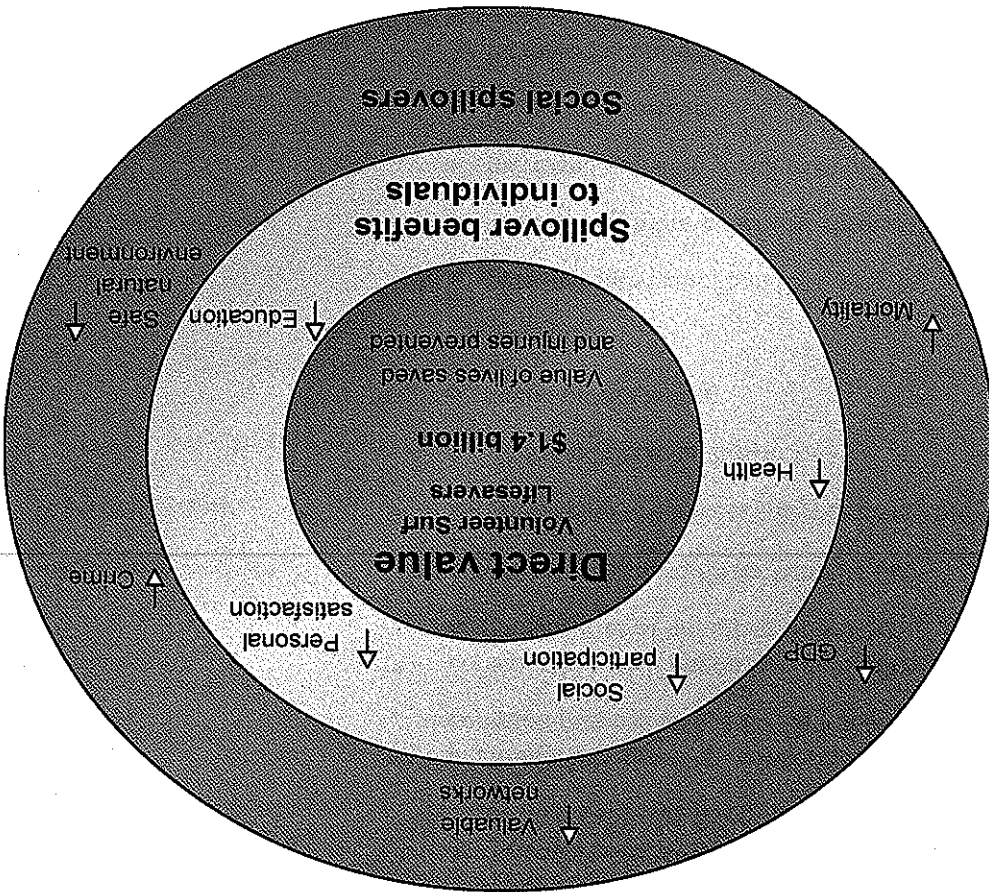 Valuable
networks
Social
participation
GDP
Personal
satisfaction
Crime
Direct value
Volunteer Surf
Lifesavers
$1.4 billion
Value of lives saved
and injuries prevented
Health
Mortality
Education
Safe
natural
environment
Spillover benefits
to individuals
Social spillovers